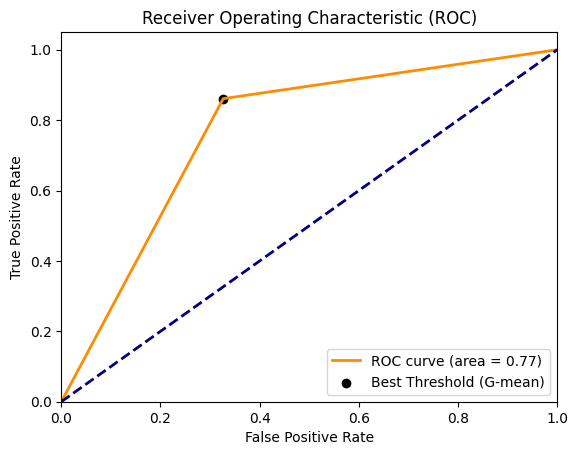 Receiver Operating Characteristic (ROC)
1.0
0.8
0.6
0.4
0.2
0.0
True Positive Rate
0.0 0.2 0.4 0.6 0.8 1.0
False Positive Rate
ROC curve (area = 0.77)
Best Threshold (G-mean)